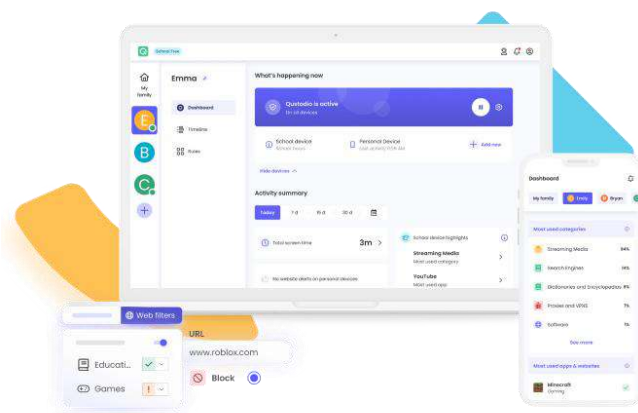 School Free
My family
Emma
E
B
C
Dashboard
Timeline
Rules
What's happening now
Qustodio is active
On all devices
School device
School hours
Personal Device
+ Add new
Hide devices
Activity summary
Today
7 d
15 d
30 d
Total screen time
3m
No website alerts on personal devices
School device highlights
Streaming Media
Most used category
YouTube
Most used app
Web filters
Educati...
Games
URL
www.roblox.com
Block
Dashboard
My family
Emily
Bryan
Most used categories
Streaming Media
Search Engines
Dictionaries and Encyclopedias
Proxies and VPNS
Software
See more
Most used apps & websites
Minecraft
Gaming